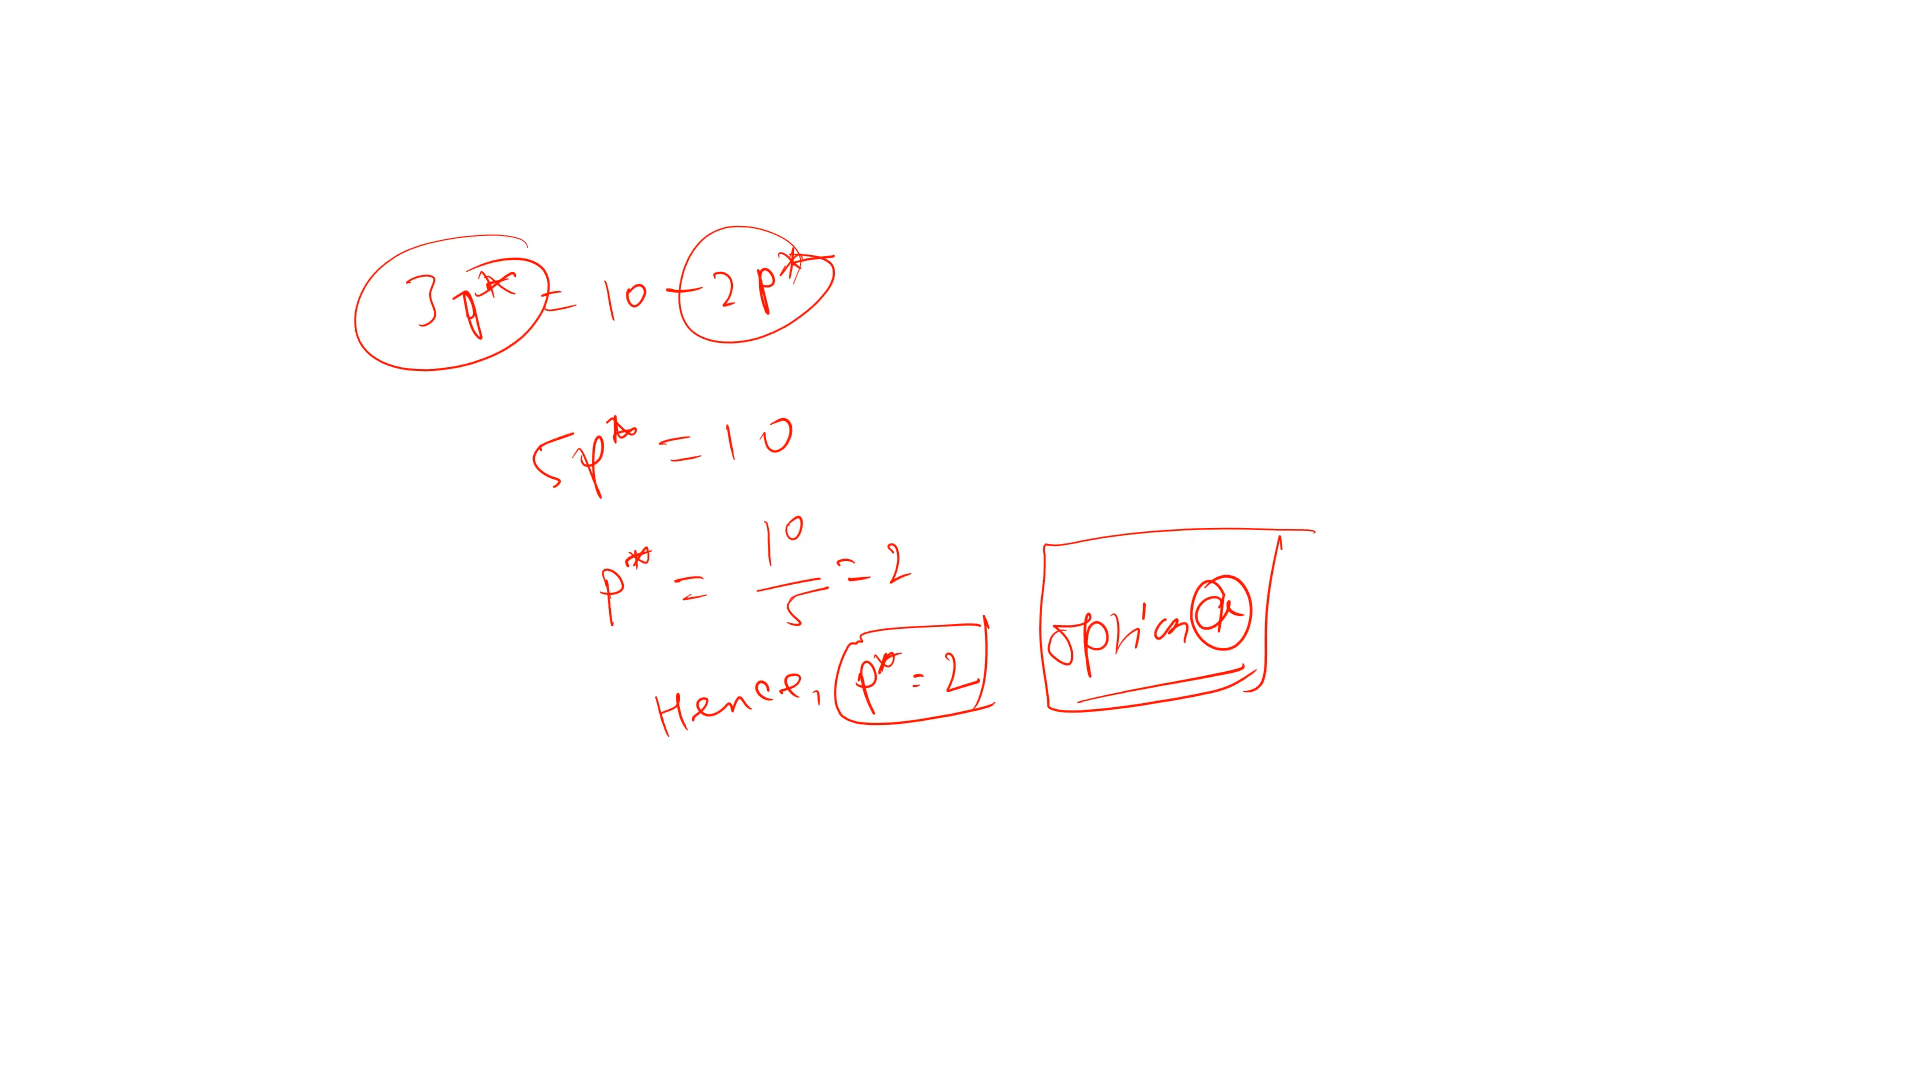 3p* = 10 - 2p*
5p* = 10
p* = 10/5 = 2
Hence, p* = 2
option a